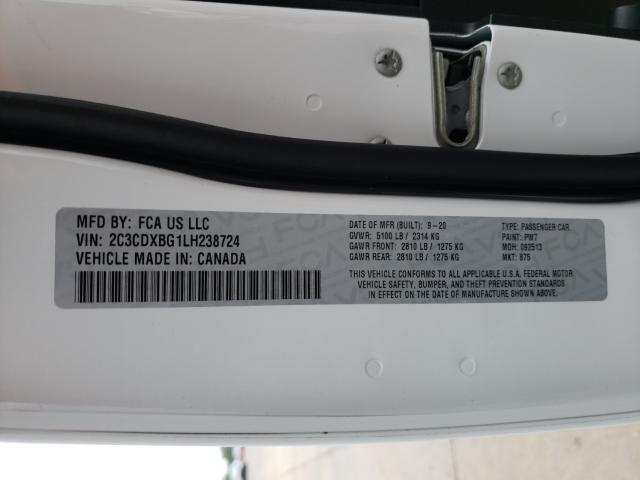 MFD BY: FCA US LLC
VIN: 2C3CDXBG1LH238724
VEHICLE MADE IN: CANADA
DATE OF MFR (BUILT): 9-20
GVWR: 5100 LB / 2314 KG
GAWR FRONT: 2810 LB / 1275 KG
GAWR REAR: 2810 LB / 1275 KG
TYPE: PASSENGER CAR
PAINT: PW7
MDH: 092513
MKT: 875
THIS VEHICLE CONFORMS TO ALL APPLICABLE U.S.A. FEDERAL MOTOR
VEHICLE SAFETY, BUMPER, AND THEFT PREVENTION STANDARDS
IN EFFECT ON THE DATE OF MANUFACTURE SHOWN ABOVE.